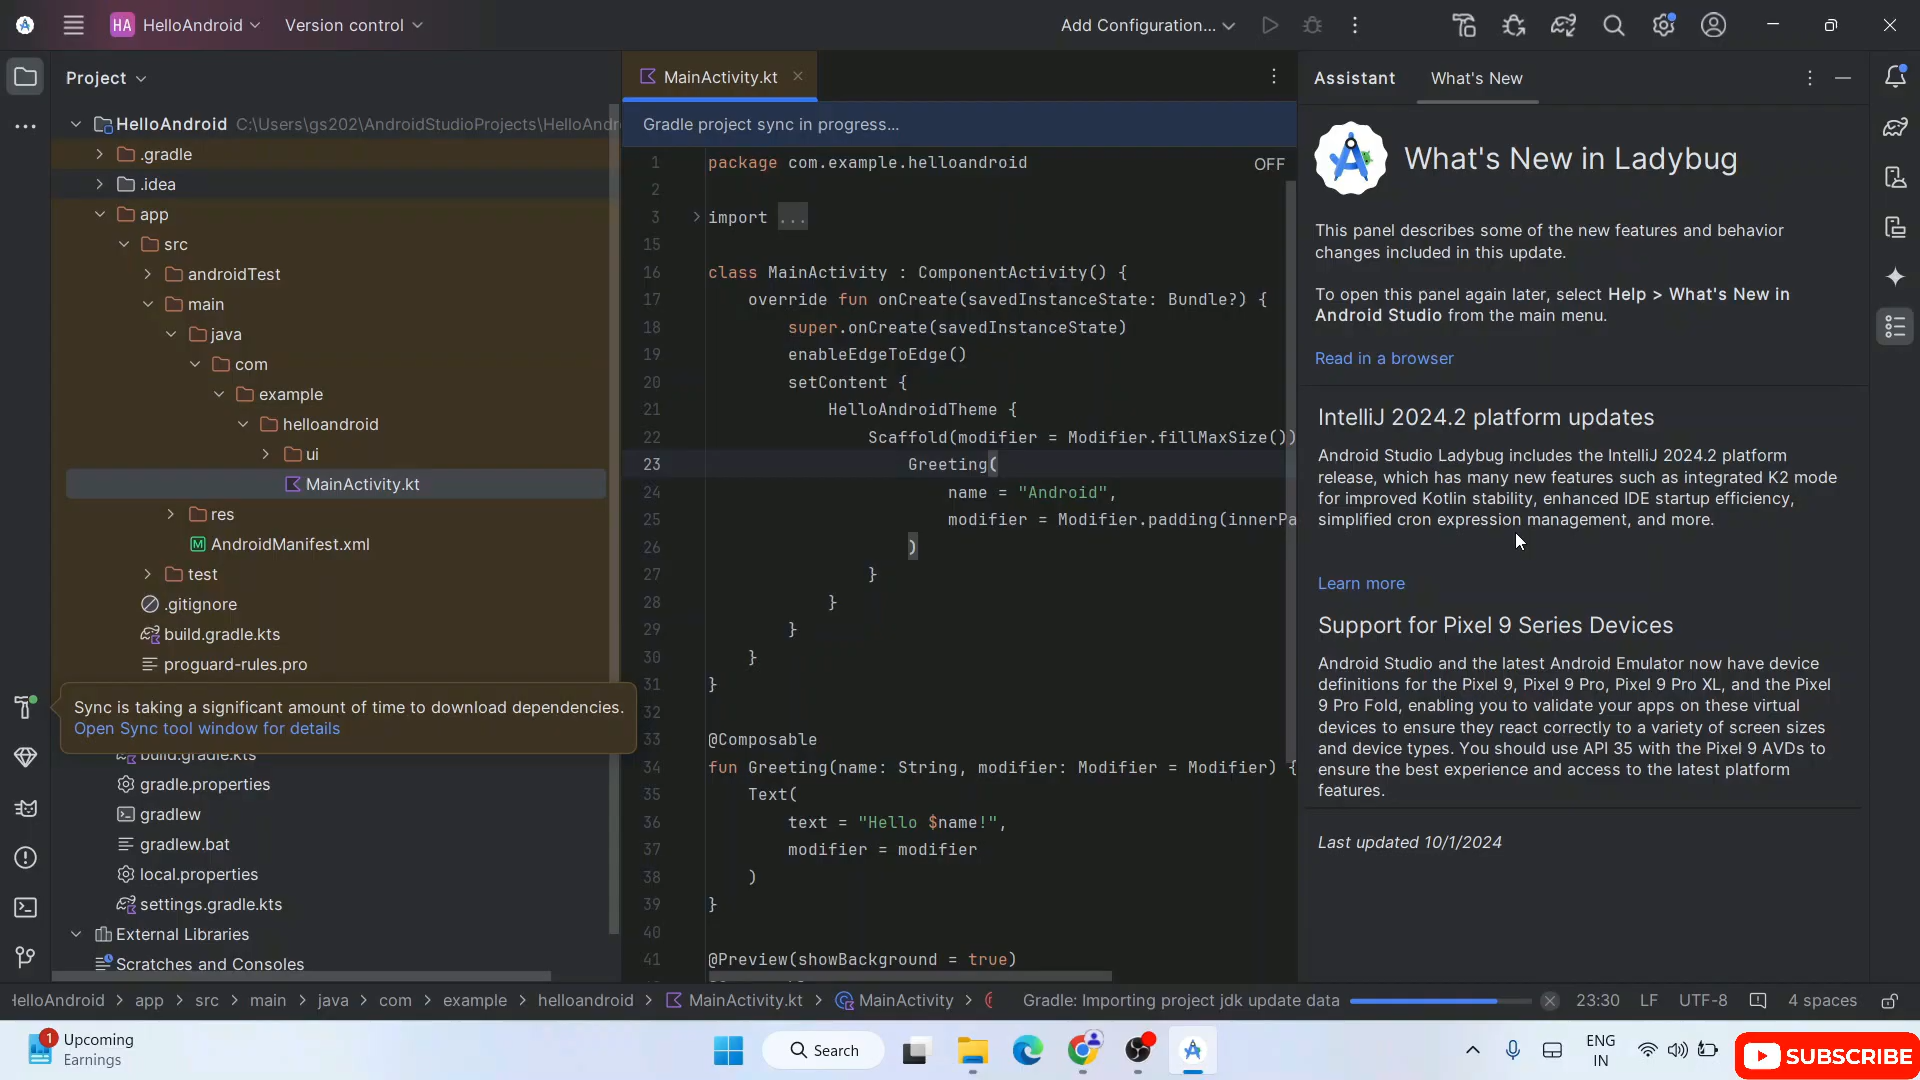 HA HelloAndroid Version control Add Configuration...
Project
HelloAndroid C:\Users\gs202\AndroidStudioProjects\HelloAndr
.gradle
.idea
app
src
androidTest
main
java
com
example
helloandroid
ui
MainActivity.kt
res
AndroidManifest.xml
test
.gitignore
build.gradle.kts
proguard-rules.pro
Sync is taking a significant amount of time to download dependencies.
Open Sync tool window for details
build.gradle.kts
gradle.properties
gradlew
gradlew.bat
local.properties
settings.gradle.kts
External Libraries
Scratches and Consoles
MainActivity.kt
Gradle project sync in progress...
OFF
1 package com.example.helloandroid
2
3 import ...
15
16 class MainActivity : ComponentActivity() {
17 override fun onCreate(savedInstanceState: Bundle?) {
18 super.onCreate(savedInstanceState)
19 enableEdgeToEdge()
20 setContent {
21 HelloAndroidTheme {
22 Scaffold(modifier = Modifier.fillMaxSize())
23 Greeting(
24 name = "Android",
25 modifier = Modifier.padding(innerPa
26 )
27 }
28 }
29 }
30 }
31 }
32
33 @Composable
34 fun Greeting(name: String, modifier: Modifier = Modifier) {
35 Text(
36 text = "Hello $name!",
37 modifier = modifier
38 )
39 }
40
41 @Preview(showBackground = true)
Assistant What's New
What's New in Ladybug
This panel describes some of the new features and behavior
changes included in this update.
To open this panel again later, select Help > What's New in
Android Studio from the main menu.
Read in a browser
IntelliJ 2024.2 platform updates
Android Studio Ladybug includes the IntelliJ 2024.2 platform
release, which has many new features such as integrated K2 mode
for improved Kotlin stability, enhanced IDE startup efficiency,
simplified cron expression management, and more.
Learn more
Support for Pixel 9 Series Devices
Android Studio and the latest Android Emulator now have device
definitions for the Pixel 9, Pixel 9 Pro, Pixel 9 Pro XL, and the Pixel
9 Pro Fold, enabling you to validate your apps on these virtual
devices to ensure they react correctly to a variety of screen sizes
and device types. You should use API 35 with the Pixel 9 AVDs to
ensure the best experience and access to the latest platform
features.
Last updated 10/1/2024
HelloAndroid > app > src > main > java > com > example > helloandroid > MainActivity.kt > MainActivity > Gradle: Importing project jdk update data 23:30 LF UTF-8 4 spaces
1 Upcoming
Earnings
Search
ENG
IN
SUBSCRIBE